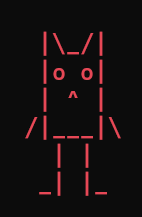 |\_/|
 |o o|
 | ^ |
/|___|\
  | |
 _| |_